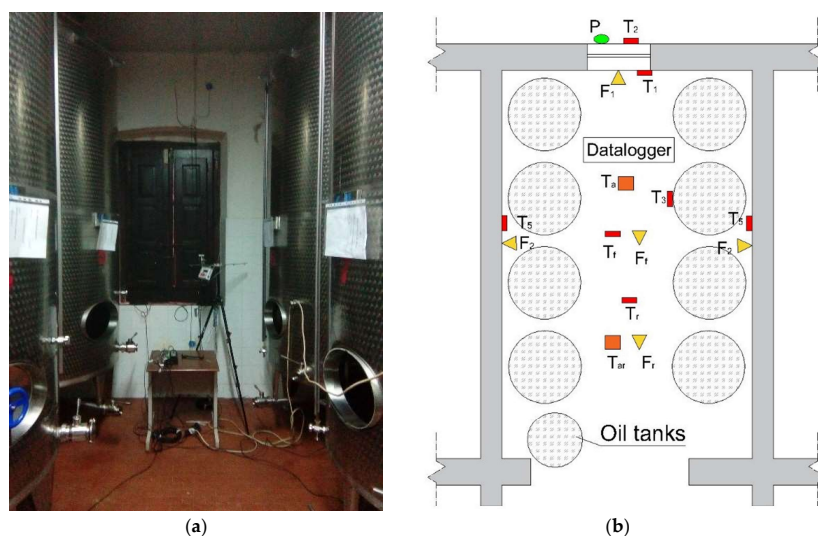 P T2
F1 T1
Datalogger
Ta
T3
T5 T5
F2 Tf Ff F2
Tr
Tar Fr
Oil tanks
(a) (b)